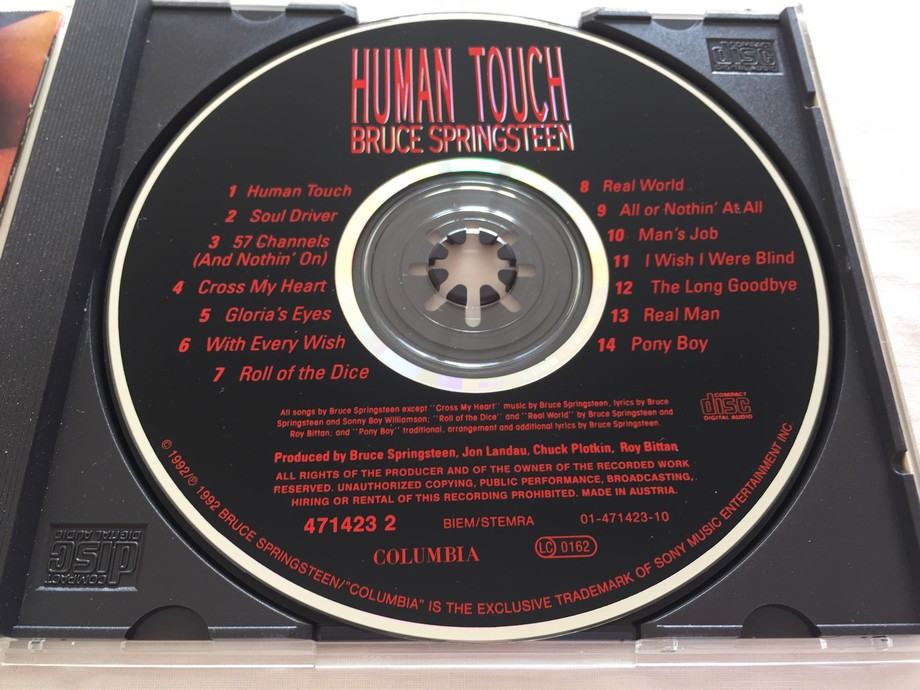 HUMAN TOUCH
BRUCE SPRINGSTEEN
1 Human Touch
2 Soul Driver
3 57 Channels
(And Nothin' On)
4 Cross My Heart
5 Gloria's Eyes
6 With Every Wish
7 Roll of the Dice
8 Real World
9 All or Nothin' At All
10 Man's Job
11 I Wish I Were Blind
12 The Long Goodbye
13 Real Man
14 Pony Boy
All songs by Bruce Springsteen except "Cross My Heart" music by Bruce Springsteen, lyrics by Bruce
Springsteen and Sonny Boy Williamson; "Roll of the Dice" and "Real World" by Bruce Springsteen and
Roy Bittan; and "Pony Boy" traditional, arrangement and additional lyrics by Bruce Springsteen.
COMPACT
disc
DIGITAL AUDIO
Produced by Bruce Springsteen, Jon Landau, Chuck Plotkin, Roy Bittan
ALL RIGHTS OF THE PRODUCER AND OF THE OWNER OF THE RECORDED WORK
RESERVED. UNAUTHORIZED COPYING, PUBLIC PERFORMANCE, BROADCASTING,
HIRING OR RENTAL OF THIS RECORDING PROHIBITED. MADE IN AUSTRIA.
471423 2 BIEM/STEMRA 01-471423-10
COLUMBIA LC 0162
© 1992/℗ 1992 BRUCE SPRINGSTEEN/"COLUMBIA" IS THE EXCLUSIVE TRADEMARK OF SONY MUSIC ENTERTAINMENT INC.
COMPACT
disc
DIGITAL AUDIO
COMPACT
disc
DIGITAL AUDIO